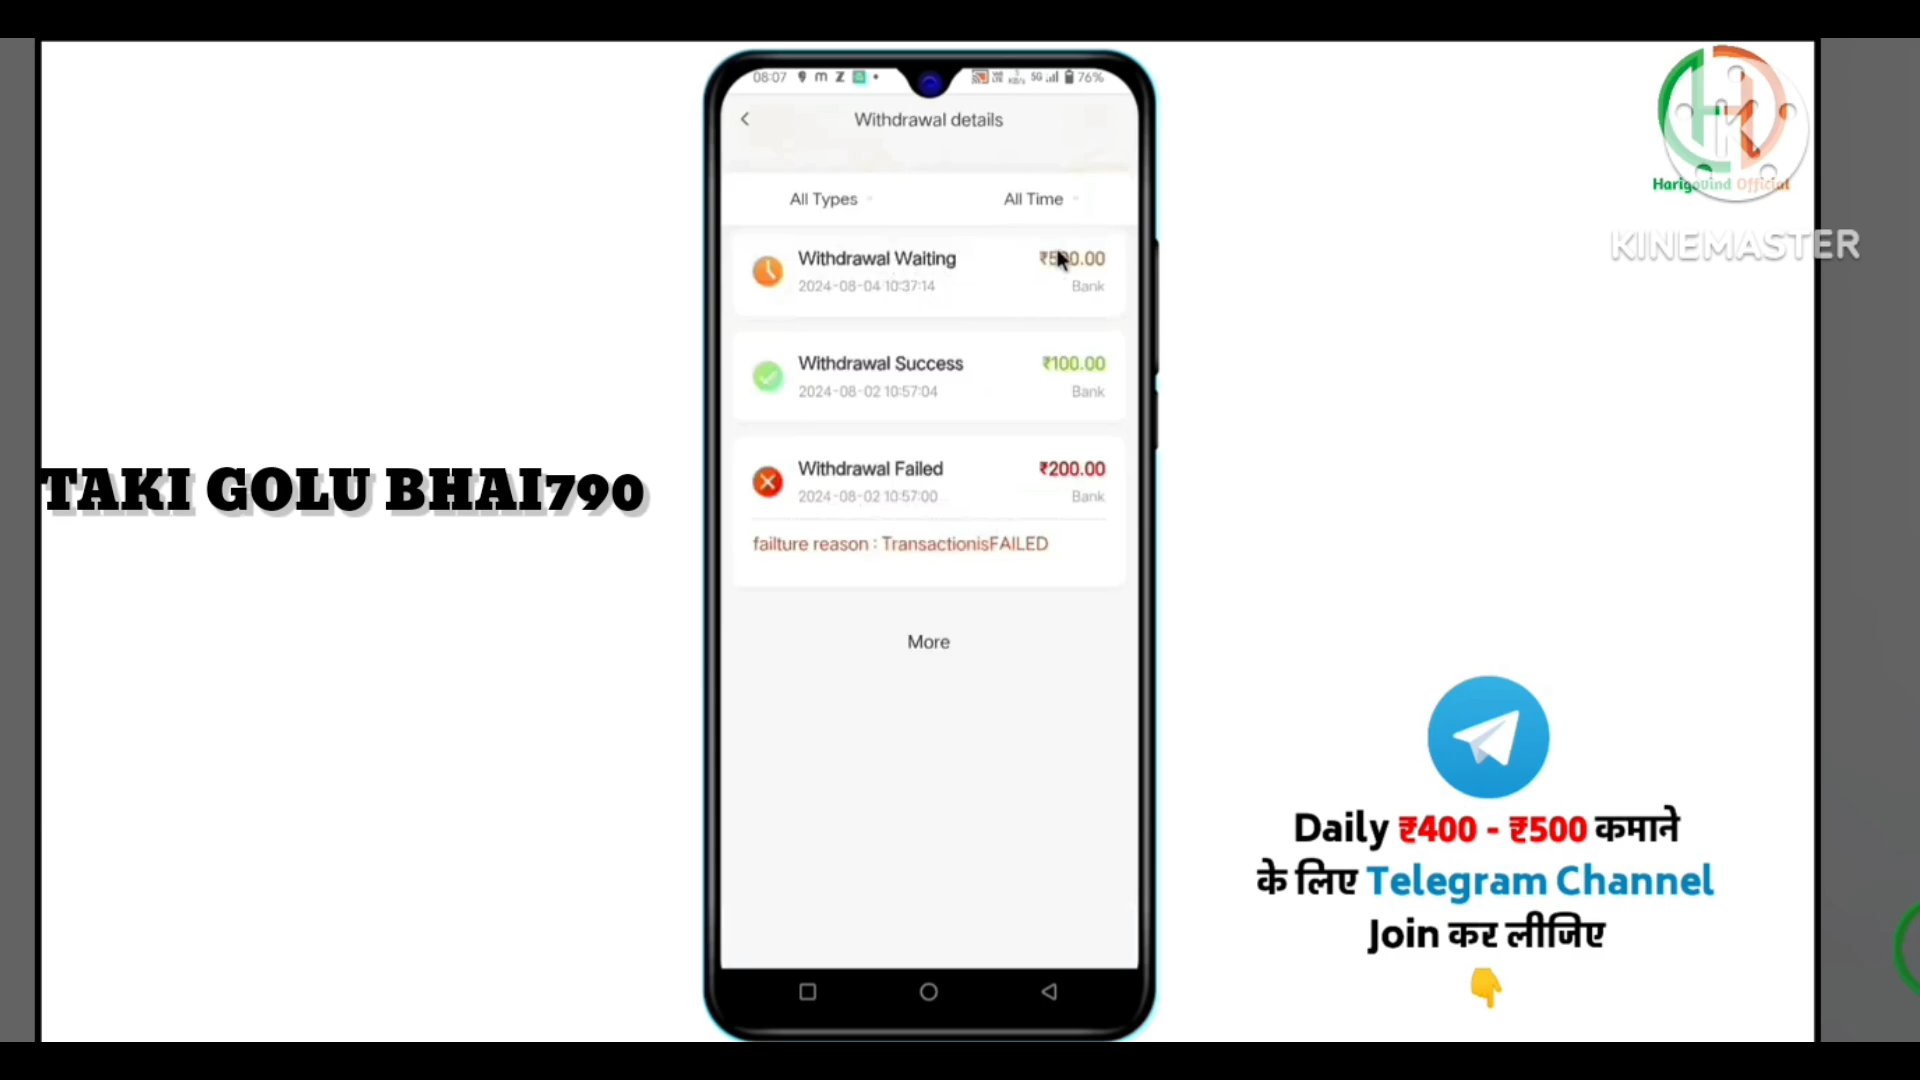 08:07
76%
Withdrawal details
All Types
All Time
Withdrawal Waiting
2024-08-04 10:37:14
Bank
Withdrawal Success
₹100.00
2024-08-02 10:57:04
Bank
Withdrawal Failed
₹200.00
2024-08-02 10:57:00
Bank
failture reason : TransactionisFAILED
More
TAKI GOLU BHAI790
Harigovind Official
KINEMASTER
Daily ₹400 - ₹500 कमाने
के लिए Telegram Channel
Join कर लीजिए